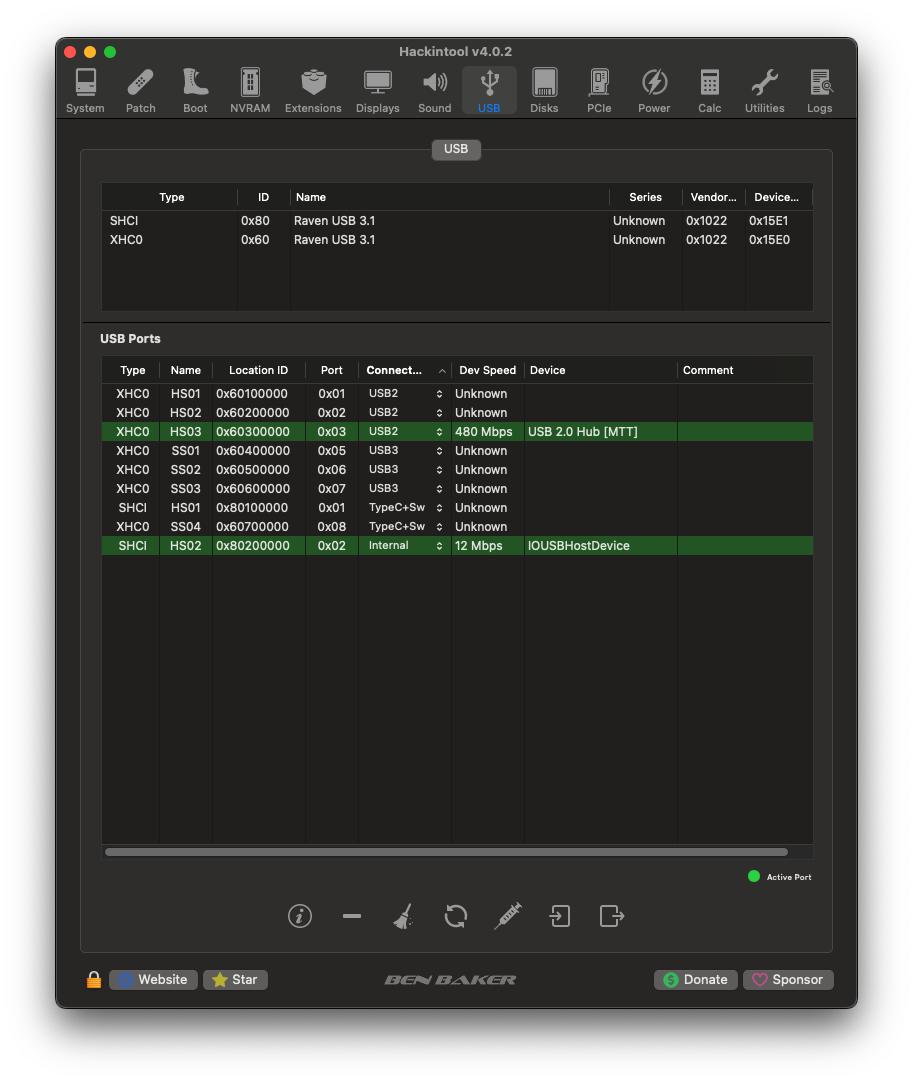 Hackintool v4.0.2
System Patch Boot NVRAM Extensions Displays Sound USB Disks PCIe Power Calc Utilities Logs
USB
Type ID Name Series Vendor... Device...
SHCI 0x80 Raven USB 3.1 Unknown 0x1022 0x15E1
XHC0 0x60 Raven USB 3.1 Unknown 0x1022 0x15E0
USB Ports
Type Name Location ID Port Connect... Dev Speed Device Comment
XHC0 HS01 0x60100000 0x01 USB2 Unknown
XHC0 HS02 0x60200000 0x02 USB2 Unknown
XHC0 HS03 0x60300000 0x03 USB2 480 Mbps USB 2.0 Hub [MTT]
XHC0 SS01 0x60400000 0x05 USB3 Unknown
XHC0 SS02 0x60500000 0x06 USB3 Unknown
XHC0 SS03 0x60600000 0x07 USB3 Unknown
SHCI HS01 0x80100000 0x01 TypeC+Sw Unknown
XHC0 SS04 0x60700000 0x08 TypeC+Sw Unknown
SHCI HS02 0x80200000 0x02 Internal 12 Mbps IOUSBHostDevice
Active Port
Website Star BEN BAKER Donate Sponsor